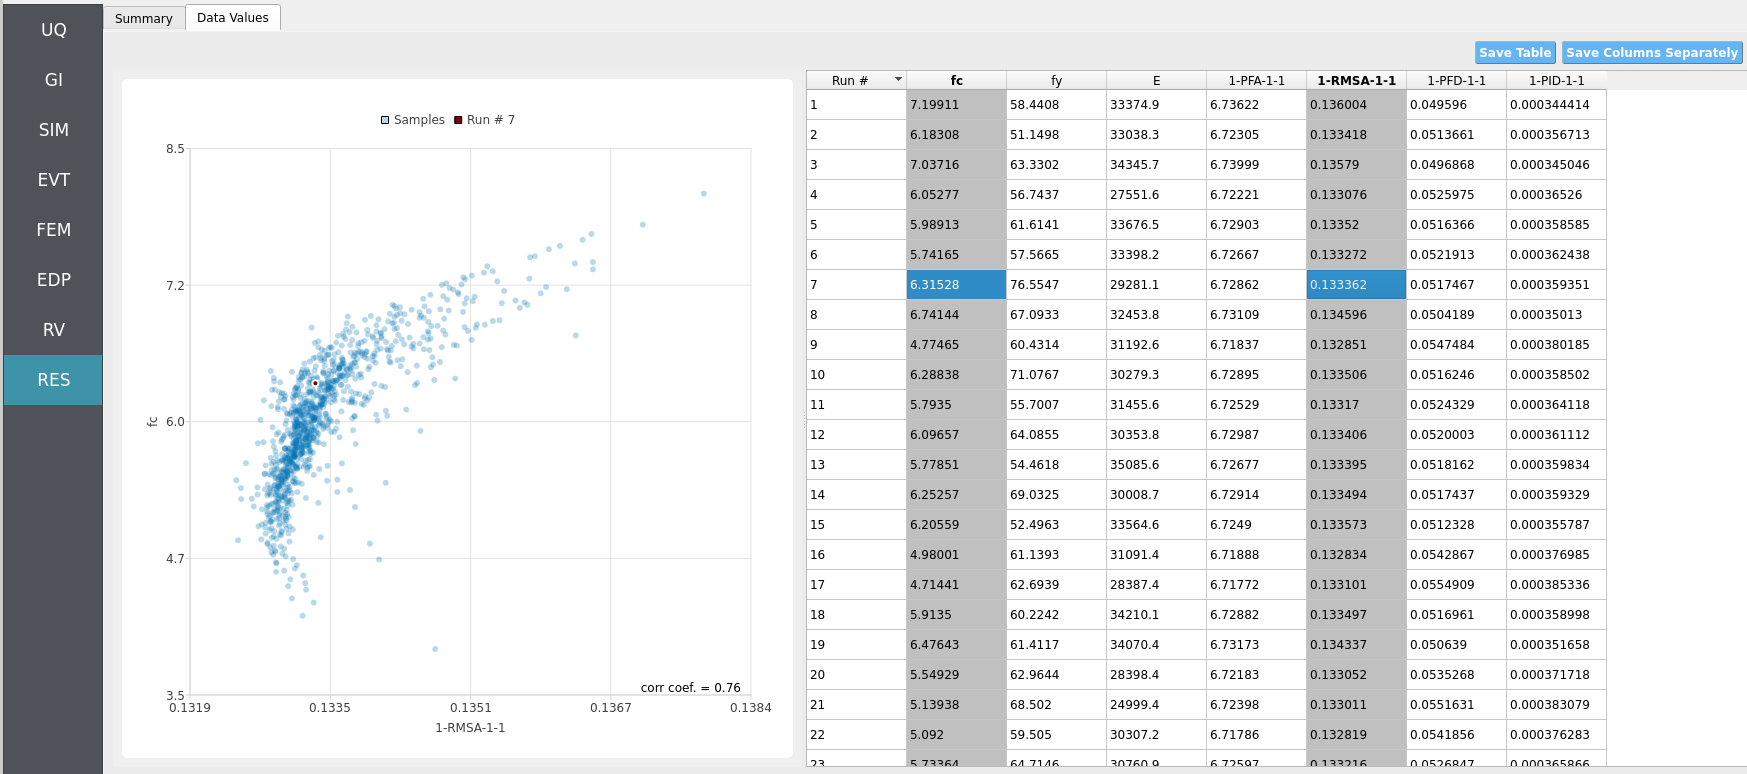 UQ
GI
SIM
EVT
FEM
EDP
RV
RES
Summary Data Values
Save Table Save Columns Separately
Samples Run # 7
8.5
7.2
6.0
4.7
3.5
fc
0.1319 0.1335 0.1351 0.1367 0.1384
1-RMSA-1-1
corr coef. = 0.76
Run # fc fy E 1-PFA-1-1 1-RMSA-1-1 1-PFD-1-1 1-PID-1-1
1 7.19911 58.4408 33374.9 6.73622 0.136004 0.049596 0.000344414
2 6.18308 51.1498 33038.3 6.72305 0.133418 0.0513661 0.000356713
3 7.03716 63.3302 34345.7 6.73999 0.13579 0.0496868 0.000345046
4 6.05277 56.7437 27551.6 6.72221 0.133076 0.0525975 0.00036526
5 5.98913 61.6141 33676.5 6.72903 0.13352 0.0516366 0.000358585
6 5.74165 57.5665 33398.2 6.72667 0.133272 0.0521913 0.000362438
7 6.31528 76.5547 29281.1 6.72862 0.133362 0.0517467 0.000359351
8 6.74144 67.0933 32453.8 6.73109 0.134596 0.0504189 0.00035013
9 4.77465 60.4314 31192.6 6.71837 0.132851 0.0547484 0.000380185
10 6.28838 71.0767 30279.3 6.72895 0.133506 0.0516246 0.000358502
11 5.7935 55.7007 31455.6 6.72529 0.13317 0.0524329 0.000364118
12 6.09657 64.0855 30353.8 6.72987 0.133406 0.0520003 0.000361112
13 5.77851 54.4618 35085.6 6.72677 0.133395 0.0518162 0.000359834
14 6.25257 69.0325 30008.7 6.72914 0.133494 0.0517437 0.000359329
15 6.20559 52.4963 33564.6 6.7249 0.133573 0.0512328 0.000355787
16 4.98001 61.1393 31091.4 6.71888 0.132834 0.0542867 0.000376985
17 4.71441 62.6939 28387.4 6.71772 0.133101 0.0554909 0.000385336
18 5.9135 60.2242 34210.1 6.72882 0.133497 0.0516961 0.000358998
19 6.47643 61.4117 34070.4 6.73173 0.134337 0.050639 0.000351658
20 5.54929 62.9644 28398.4 6.72183 0.133052 0.0535268 0.000371718
21 5.13938 68.502 24999.4 6.72398 0.133011 0.0551631 0.000383079
22 5.092 59.505 30307.2 6.71786 0.132819 0.0541856 0.000376283
23 5.73364 64.7146 30760.9 6.72597 0.133216 0.0526847 0.000365866